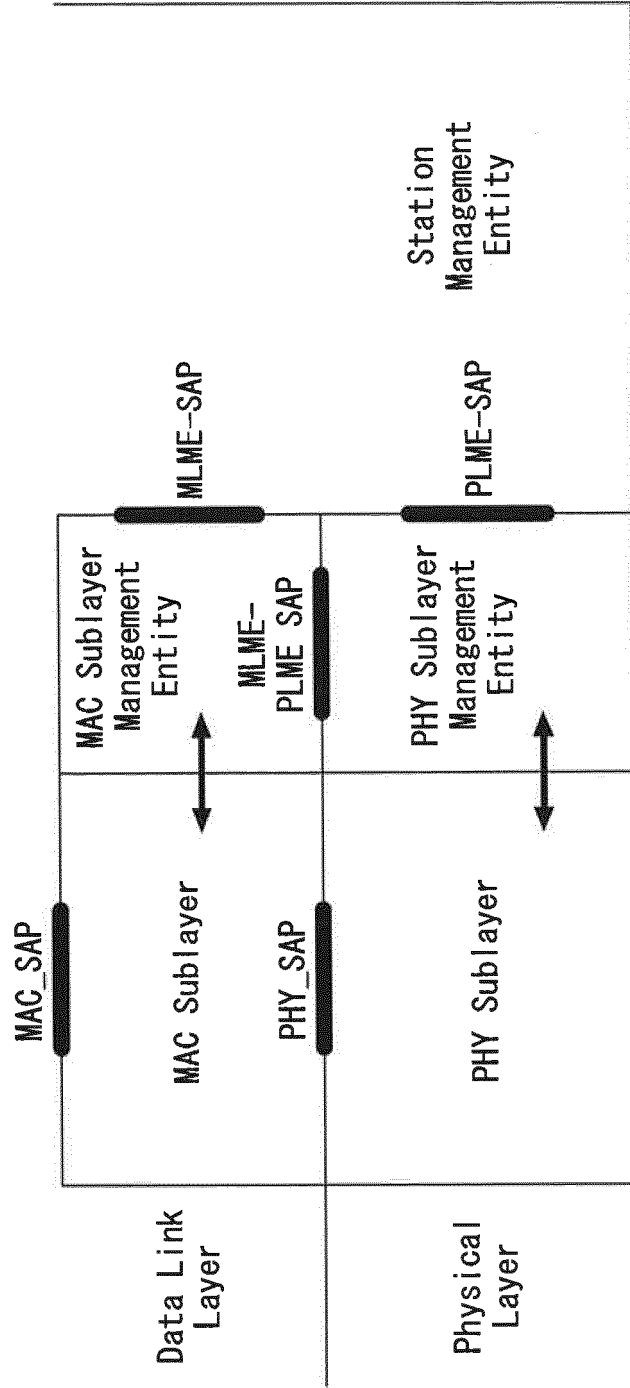 MAC_SAP
Data Link
Layer
MAC Sublayer
MAC Sublayer
Management
Entity
MLME-SAP
PHY_SAP
MLME-
PLME SAP
Physical
Layer
PHY Sublayer
PHY Sublayer
Management
Entity
PLME-SAP
Station
Management
Entity